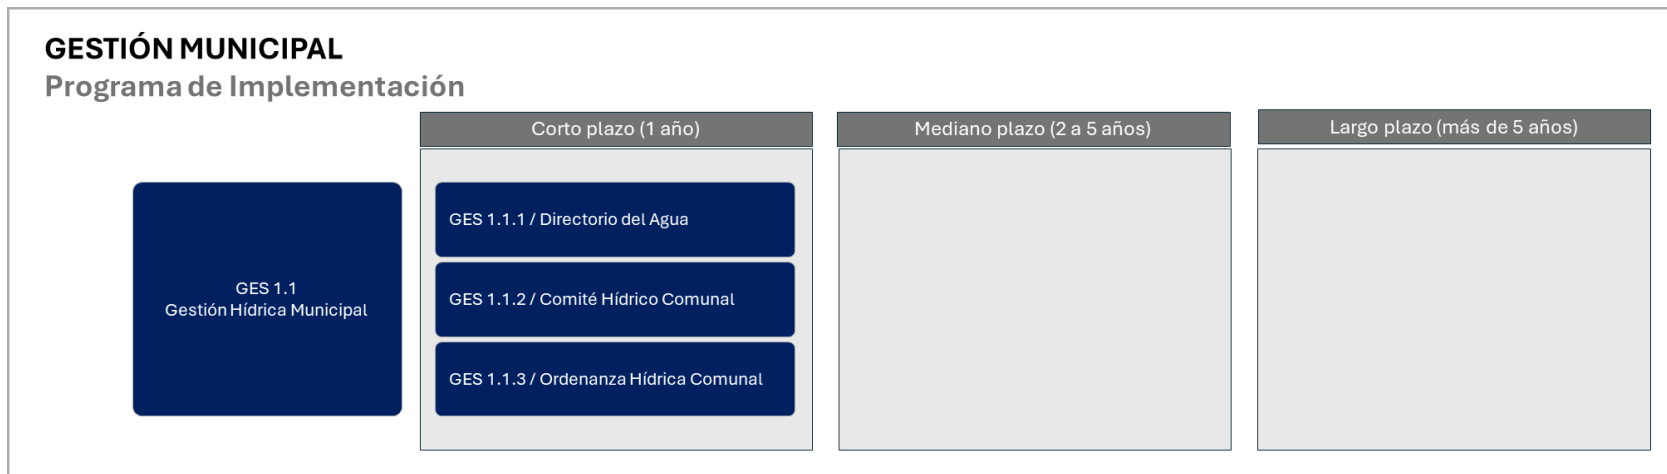 GESTIÓN MUNICIPAL
Programa de Implementación
Corto plazo (1 año)
Mediano plazo (2 a 5 años)
Largo plazo (más de 5 años)
GES 1.1
Gestión Hídrica Municipal
GES 1.1.1 / Directorio del Agua
GES 1.1.2 / Comité Hídrico Comunal
GES 1.1.3 / Ordenanza Hídrica Comunal